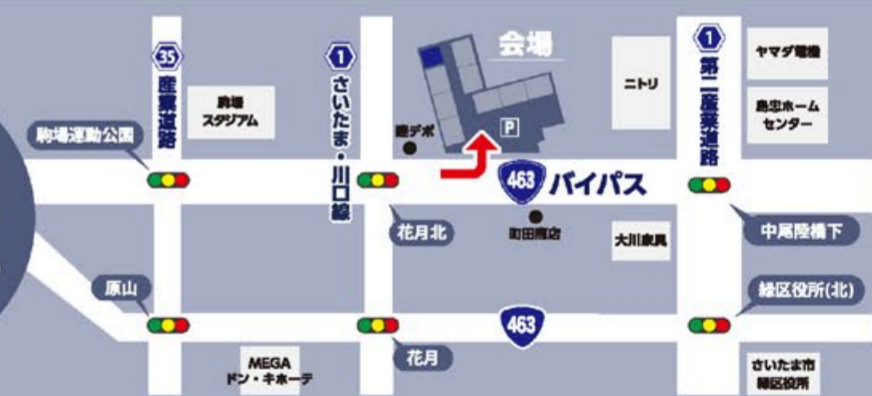 35
産業道路
駒場
スタジアム
駒場運動公園
1
さいたま・川口線
建デポ
会場
P
463
バイパス
ニトリ
1
第二産業道路
ヤマダ電機
島忠ホーム
センター
花月北
町田商店
大川家具
中尾陸橋下
原山
緑区役所(北)
463
花月
MEGA
ドン・キホーテ
さいたま市
緑区役所